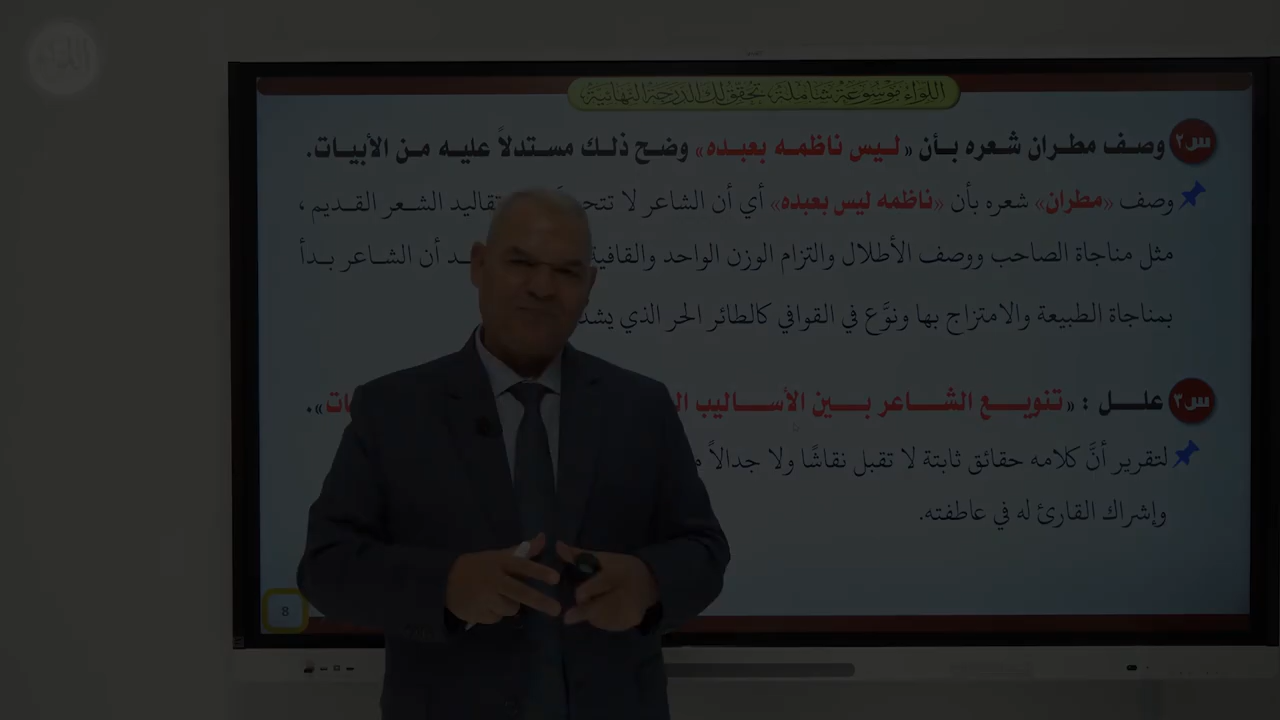 اللواء
اللواء مَوْسُوعَة شَامِلَة، تحقق لك الدرجة النهائية
س٢ وصف مطران شعره بأن «ليس ناظمه بعبده» وضح ذلك مستدلاً عليه من الأبيات.
وصف «مطران» شعره بأن «ناظمه ليس بعبده» أي أن الشاعر لا تقاليد الشعر القديم،
مثل مناجاة الصاحب ووصف الأطلال والتزام الوزن الواحد والقافية أن الشاعر بدأ
بمناجاة الطبيعة والامتزاج بها ونوَّع في القوافي كالطائر الحر الذي
س٣ علل : «تنويع الشاعر بين الأساليب
لتقرير أنَّ كلامه حقائق ثابتة لا تقبل نقاشًا ولا جدالاً
وإشراك القارئ له في عاطفته.
8